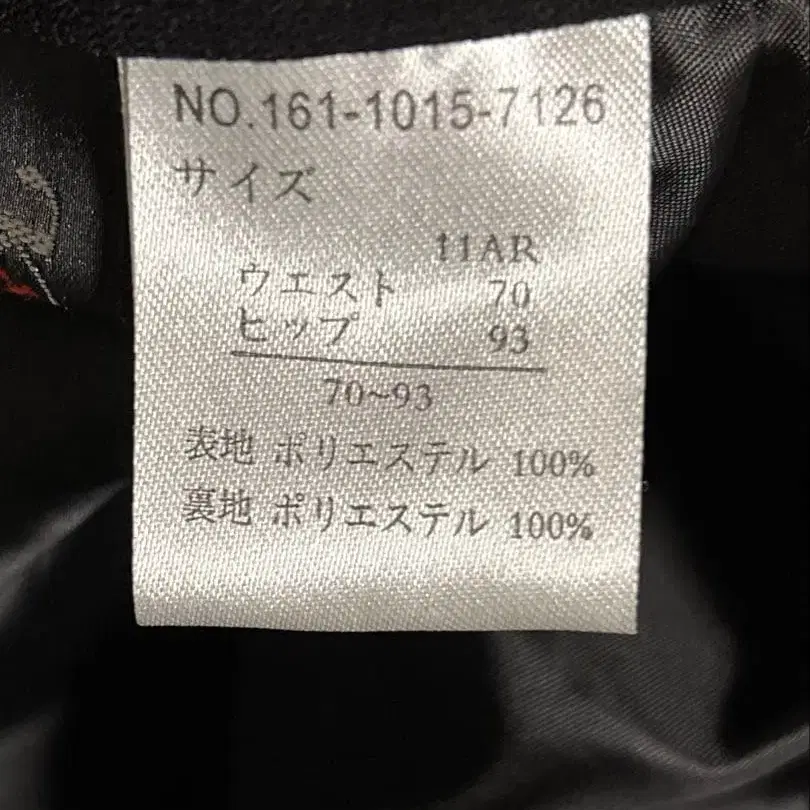 NO.161-1015-7126
サイズ
11AR
ウエスト 70
ヒップ 93
70~93
表地 ポリエステル 100%
裏地 ポリエステル 100%